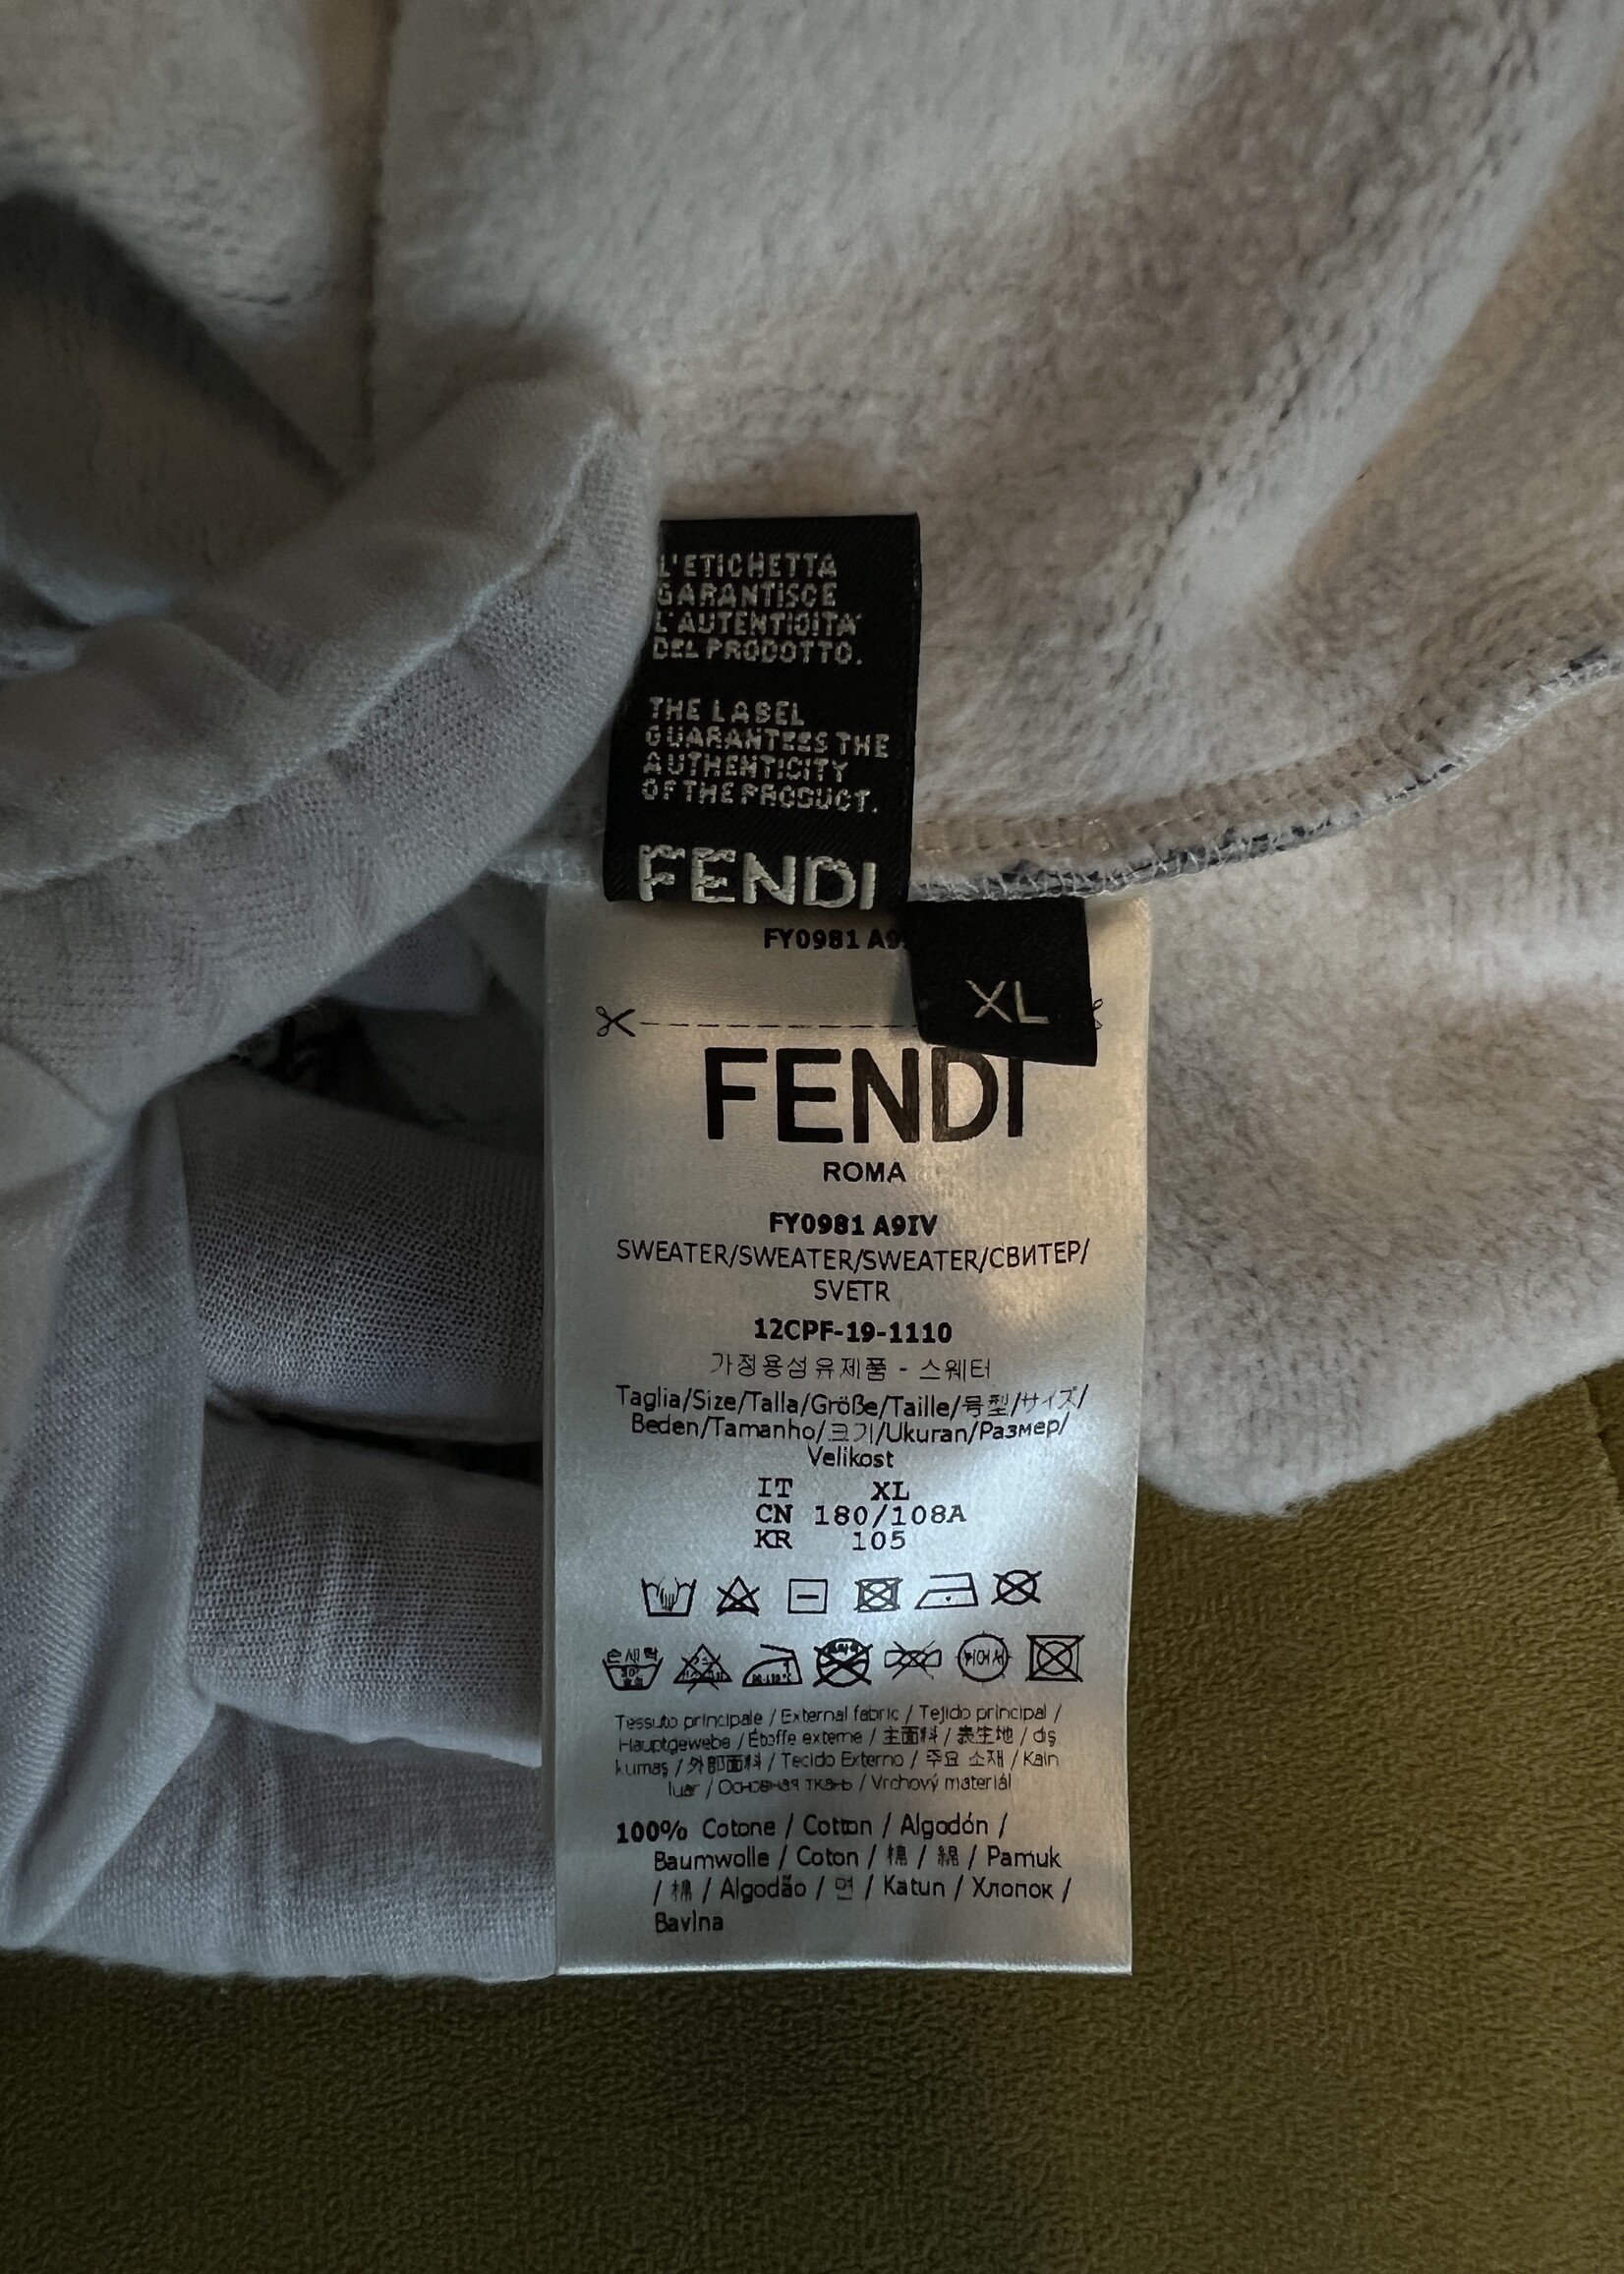 L'ETICHETTA
GARANTISCE
L'AUTENTICITA'
DEL PRODOTTO.
THE LABEL
GUARANTEES THE
AUTHENTICITY
OF THE PRODUCT.
FENDI
FY0981
XL
FENDI
ROMA
FY0981 A9IV
SWEATER/SWEATER/SWEATER/СВИТЕР/
SVETR
12CPF-19-1110
가정용섬유제품 - 스웨터
Taglia/Size/Talla/Größe/Taille/号型/サイズ/
Beden/Tamanho/크기/Ukuran/Размер/
Velikost
IT XL
CN 180/108A
KR 105
손세탁
Tessuto principale / External fabric / Tejido principal /
Hauptgewebe / Étoffe externe / 主面料 / 表生地 / dış
kumaş / 外部面料 / Tecido Externo / 주요 소재 / Kain
luar / Основная ткань / Vrchový materiál
100% Cotone / Cotton / Algodón /
Baumwolle / Coton / 棉 / 綿 / Pamuk
/ 棉 / Algodão / 면 / Katun / Хлопок /
Bavlna